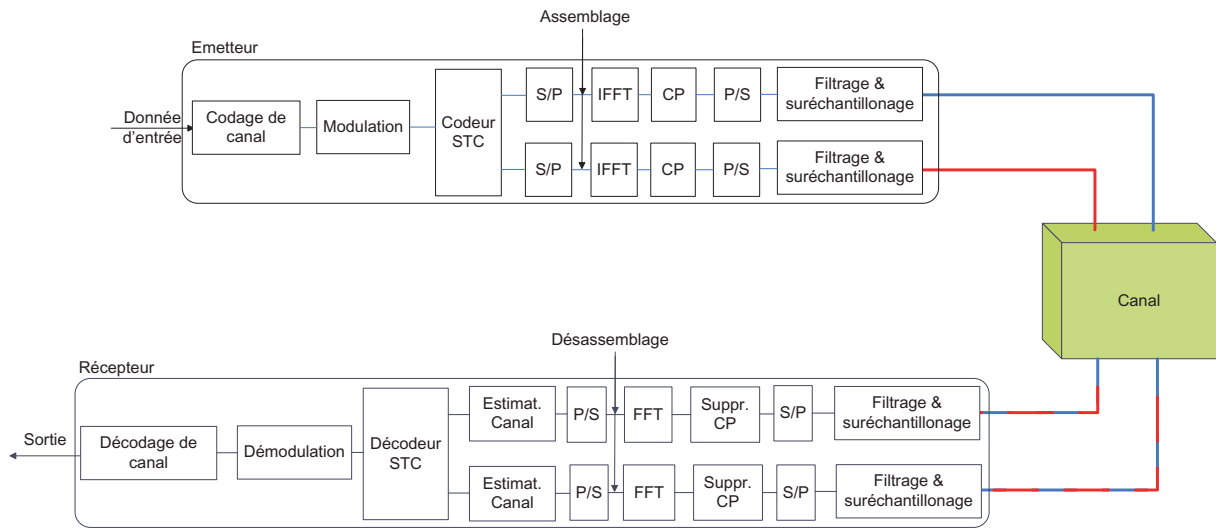 Assemblage
Emetteur
Donnée
d'entrée
Codage de
canal
Modulation
Codeur
STC
S/P
IFFT
CP
P/S
Filtrage &
suréchantillonage
S/P
IFFT
CP
P/S
Filtrage &
suréchantillonage
Canal
Désassemblage
Récepteur
Sortie
Décodage de
canal
Démodulation
Décodeur
STC
Estimat.
Canal
P/S
FFT
Suppr.
CP
S/P
Filtrage &
suréchantillonage
Estimat.
Canal
P/S
FFT
Suppr.
CP
S/P
Filtrage &
suréchantillonage